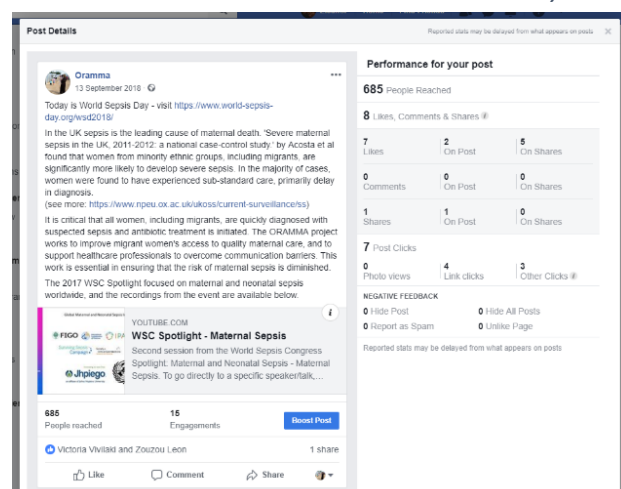 Post Details
Reported stats may be delayed from what appears on posts
Oramma
13 September 2018
Today is World Sepsis Day - visit https://www.world-sepsis-
day.org/wsd2018/
In the UK sepsis is the leading cause of maternal death. 'Severe maternal
sepsis in the UK, 2011-2012: a national case-control study.' by Acosta et al
found that women from minority ethnic groups, including migrants, are
significantly more likely to develop severe sepsis. In the majority of cases,
women were found to have experienced sub-standard care, primarily delay
in diagnosis.
(see more: https://www.npeu.ox.ac.uk/ukoss/current-surveillance/ss)
It is critical that all women, including migrants, are quickly diagnosed with
suspected sepsis and antibiotic treatment is initiated. The ORAMMA project
works to improve migrant women's access to quality maternal care, and to
support healthcare professionals to overcome communication barriers. This
work is essential in ensuring that the risk of maternal sepsis is diminished.
The 2017 WSC Spotlight focused on maternal and neonatal sepsis
worldwide, and the recordings from the event are available below.
FIGO
Jhpiego
YOUTUBE.COM
WSC Spotlight - Maternal Sepsis
Second session from the World Sepsis Congress
Spotlight: Maternal and Neonatal Sepsis - Maternal
Sepsis. To go directly to a specific speaker/talk,...
685 15
People reached Engagements
Boost Post
Victoria Vivilaki and Zouzou Leon 1 share
Like Comment Share
Performance for your post
685 People Reached
8 Likes, Comments & Shares
7 2 5
Likes On Post On Shares
0 0 0
Comments On Post On Shares
1 1 0
Shares On Post On Shares
7 Post Clicks
0 4 3
Photo views Link clicks Other Clicks
NEGATIVE FEEDBACK
0 Hide Post 0 Hide All Posts
0 Report as Spam 0 Unlike Page
Reported stats may be delayed from what appears on posts